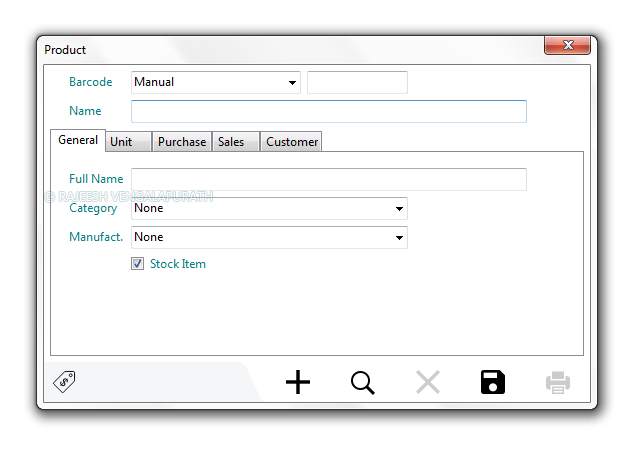 Product
Barcode Manual
Name
General Unit Purchase Sales Customer
Full Name
© RAJEESH VENGALAPURATH
Category None
Manufact. None
Stock Item